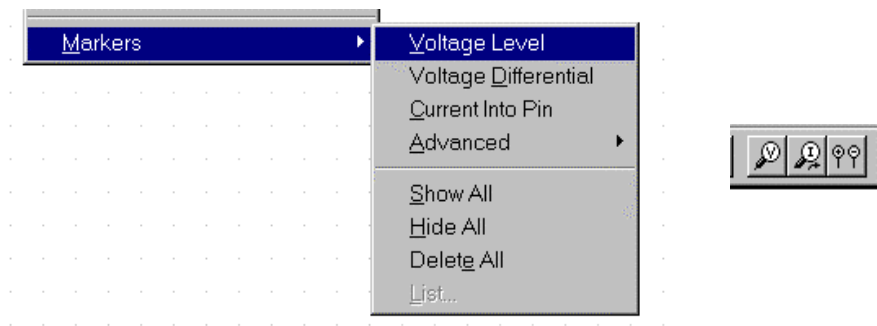 Markers
Voltage Level
Voltage Differential
Current Into Pin
Advanced
Show All
Hide All
Delete All
List...
V I